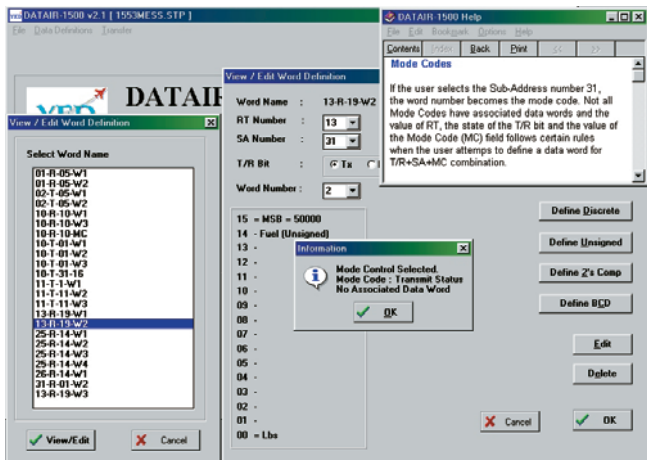 DATAIR-1500 v2.1 [ 1553MESS.STP ]
File Data Definitions Transfer
DATAIR
View / Edit Word Definition
Select Word Name
01-R-05-W1
01-R-05-W2
02-T-05-W1
02-T-05-W2
10-R-10-W1
10-R-10-W3
10-R-10-MC
10-T-01-W1
10-T-01-W2
10-T-01-W3
10-T-31-16
11-T-1-W1
11-T-11-W2
11-T-11-W3
13-R-19-W1
13-R-19-W2
25-R-14-W1
25-R-14-W2
25-R-14-W3
25-R-14-W4
26-R-14-W1
31-R-01-W2
13-R-19-W3
View/Edit Cancel
View / Edit Word Definition
Word Name : 13-R-19-W2
RT Number : 13
SA Number : 31
T/R Bit : Tx
Word Number : 2
15 = MSB = 50000
14 - Fuel (Unsigned)
13 -
12 -
11 -
10 -
09 -
08 -
07 -
06 -
05 -
04 -
03 -
02 -
01 -
00 = Lbs
Define Discrete
Define Unsigned
Define 2's Comp
Define BCD
Edit
Delete
Cancel OK
Information
Mode Control Selected.
Mode Code : Transmit Status
No Associated Data Word
OK
DATAIR-1500 Help
File Edit Bookmark Options Help
Contents Index Back Print << >>
Mode Codes
If the user selects the Sub-Address number 31,
the word number becomes the mode code. Not all
Mode Codes have associated data words and the
value of RT, the state of the T/R bit and the value of
the Mode Code (MC) field follows certain rules
when the user attemps to define a data word for
T/R+SA+MC combination.